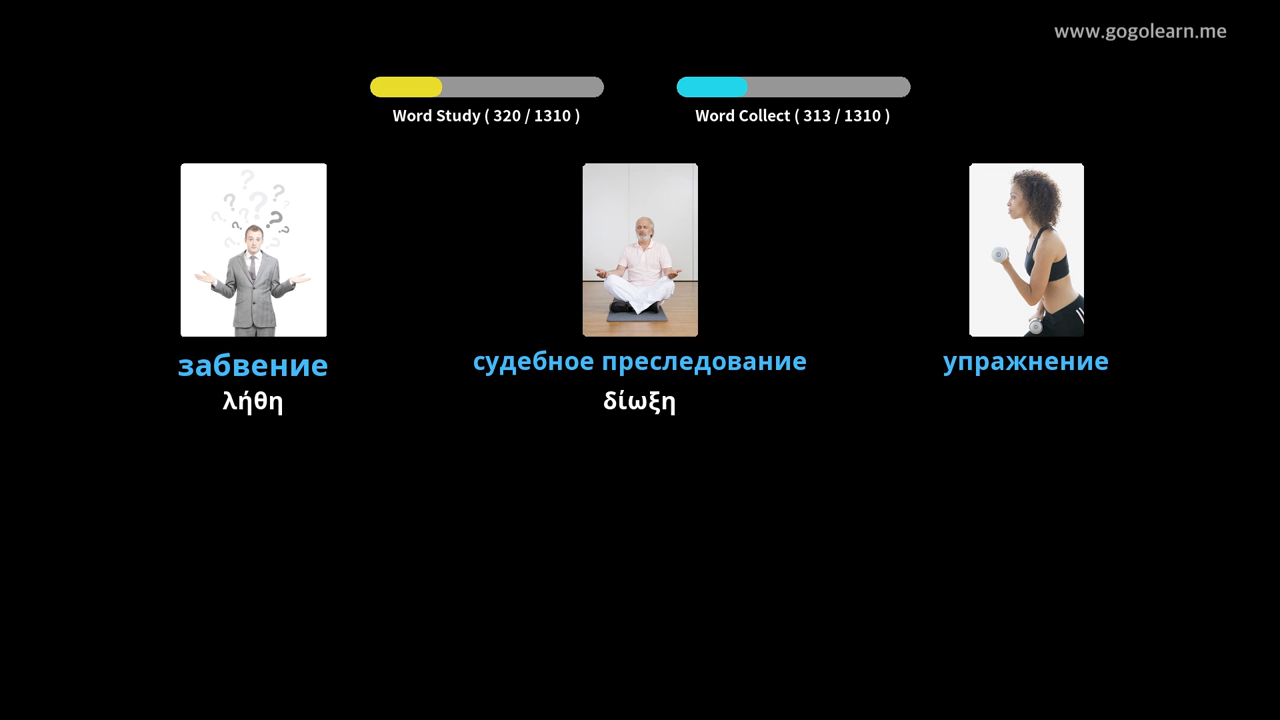 www.gogolearn.me
Word Study ( 320 / 1310 )
Word Collect ( 313 / 1310 )
забвение
λήθη
судебное преследование
δίωξη
упражнение